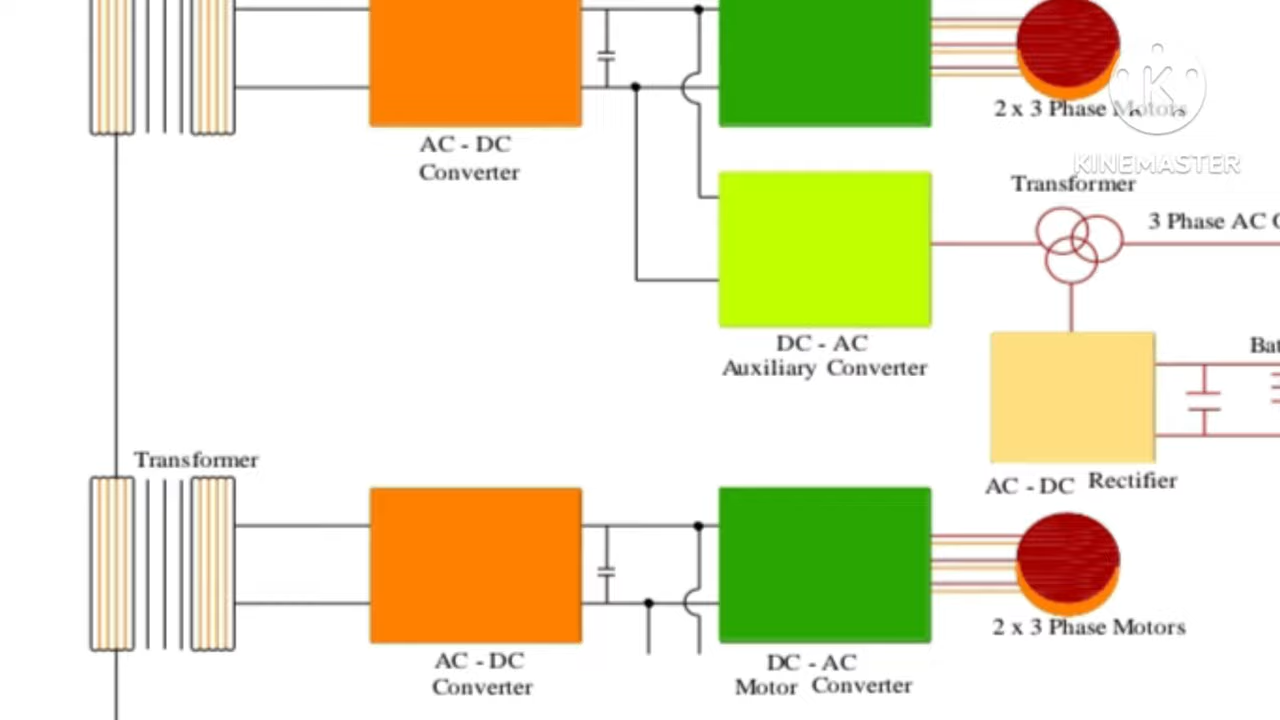 2 x 3 Phase Motors
AC - DC
Converter
KINEMASTER
Transformer
3 Phase AC
DC - AC
Auxiliary Converter
Transformer
AC - DC Rectifier
2 x 3 Phase Motors
AC - DC
Converter
DC - AC
Motor Converter